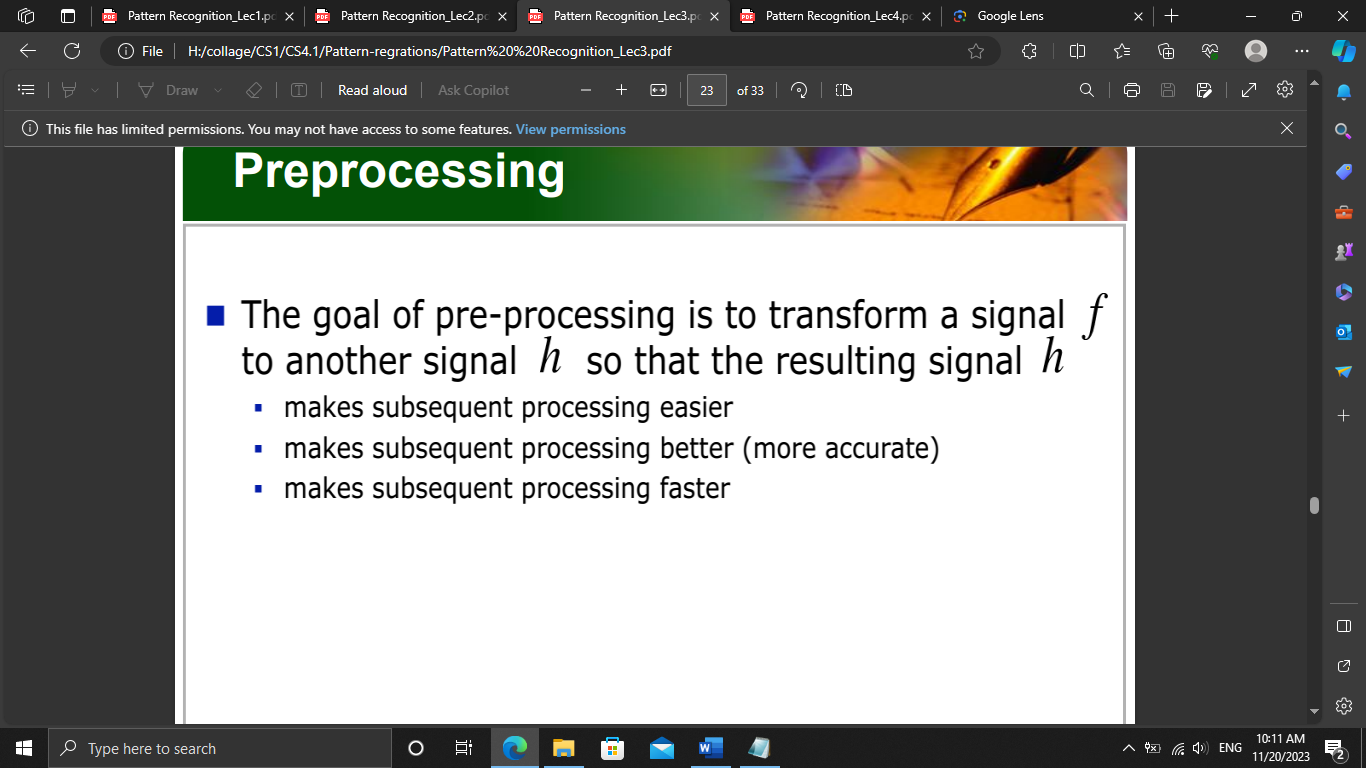 Pattern Recognition_Lec1.p
Pattern Recognition_Lec2.p
Pattern Recognition_Lec3.p
Pattern Recognition_Lec4.p
Google Lens
File
H:/collage/CS1/CS4.1/Pattern-regrations/Pattern%20%20Recognition_Lec3.pdf
Draw
Read aloud
Ask Copilot
23
of 33
This file has limited permissions. You may not have access to some features. View permissions
Preprocessing
The goal of pre-processing is to transform a signal f
to another signal h so that the resulting signal h
makes subsequent processing easier
makes subsequent processing better (more accurate)
makes subsequent processing faster
Type here to search
ENG
10:11 AM
11/20/2023
2